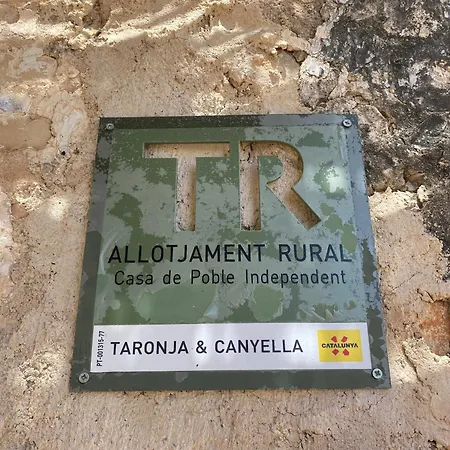 TR
ALLOTJAMENT RURAL
Casa de Poble Independent
PT-001315-77
TARONJA & CANYELLA
CATALUNYA